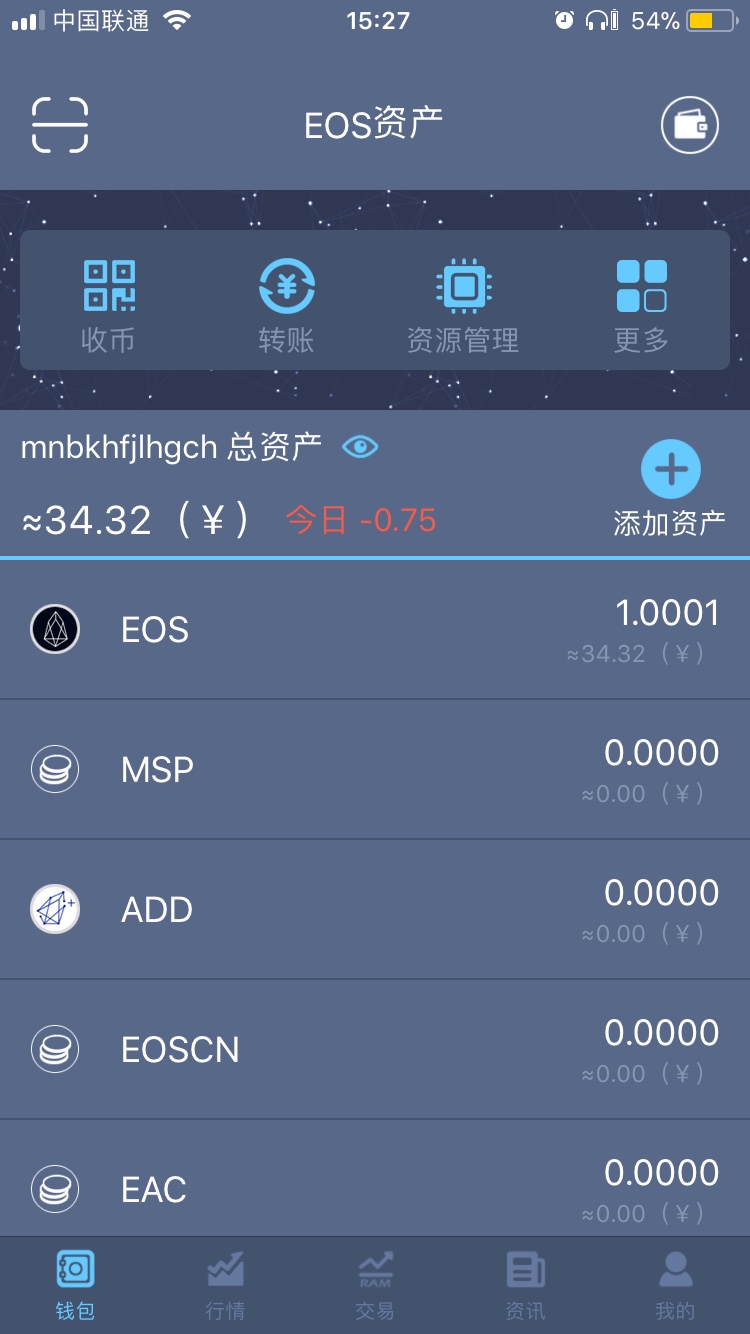 中国联通 15:27 54%
EOS资产
收币 转账 资源管理 更多
mnbkhfjlhgch 总资产
≈34.32（¥） 今日 -0.75
添加资产
EOS 1.0001
≈34.32（¥）
MSP 0.0000
≈0.00（¥）
ADD 0.0000
≈0.00（¥）
EOSCN 0.0000
≈0.00（¥）
EAC 0.0000
≈0.00（¥）
RAM
钱包 行情 交易 资讯 我的